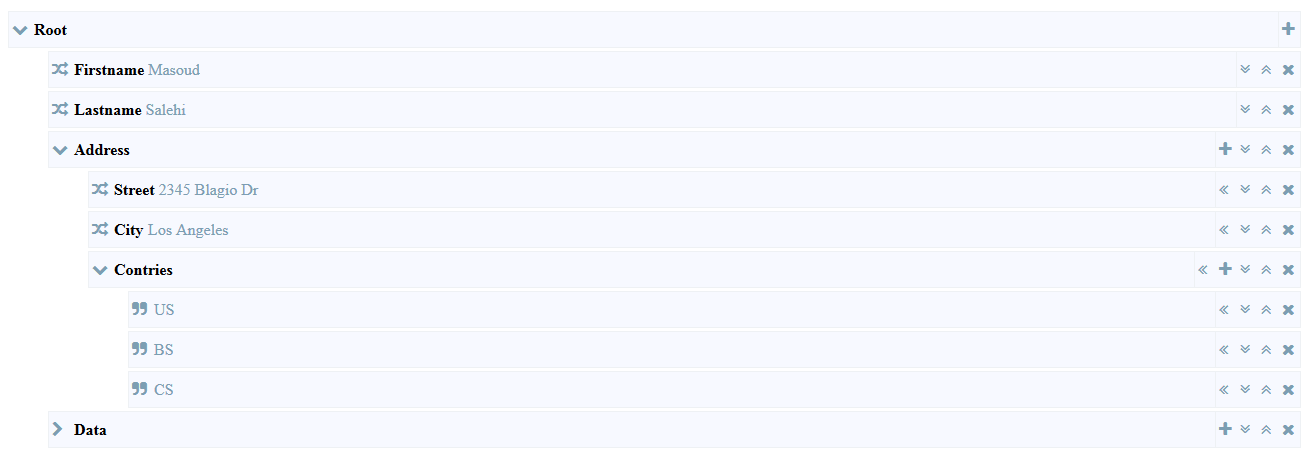 Root
Firstname Masoud
Lastname Salehi
Address
Street 2345 Blagio Dr
City Los Angeles
Contries
US
BS
CS
Data